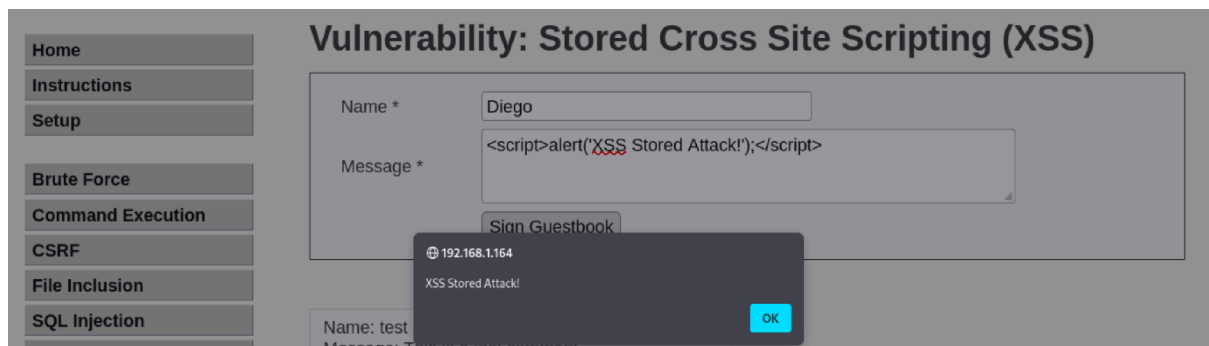 Home
Instructions
Setup
Brute Force
Command Execution
CSRF
File Inclusion
SQL Injection
Vulnerability: Stored Cross Site Scripting (XSS)
Name *
Diego
Message *
<script>alert('XSS Stored Attack!');</script>
Sign Guestbook
192.168.1.164
XSS Stored Attack!
OK
Name: test